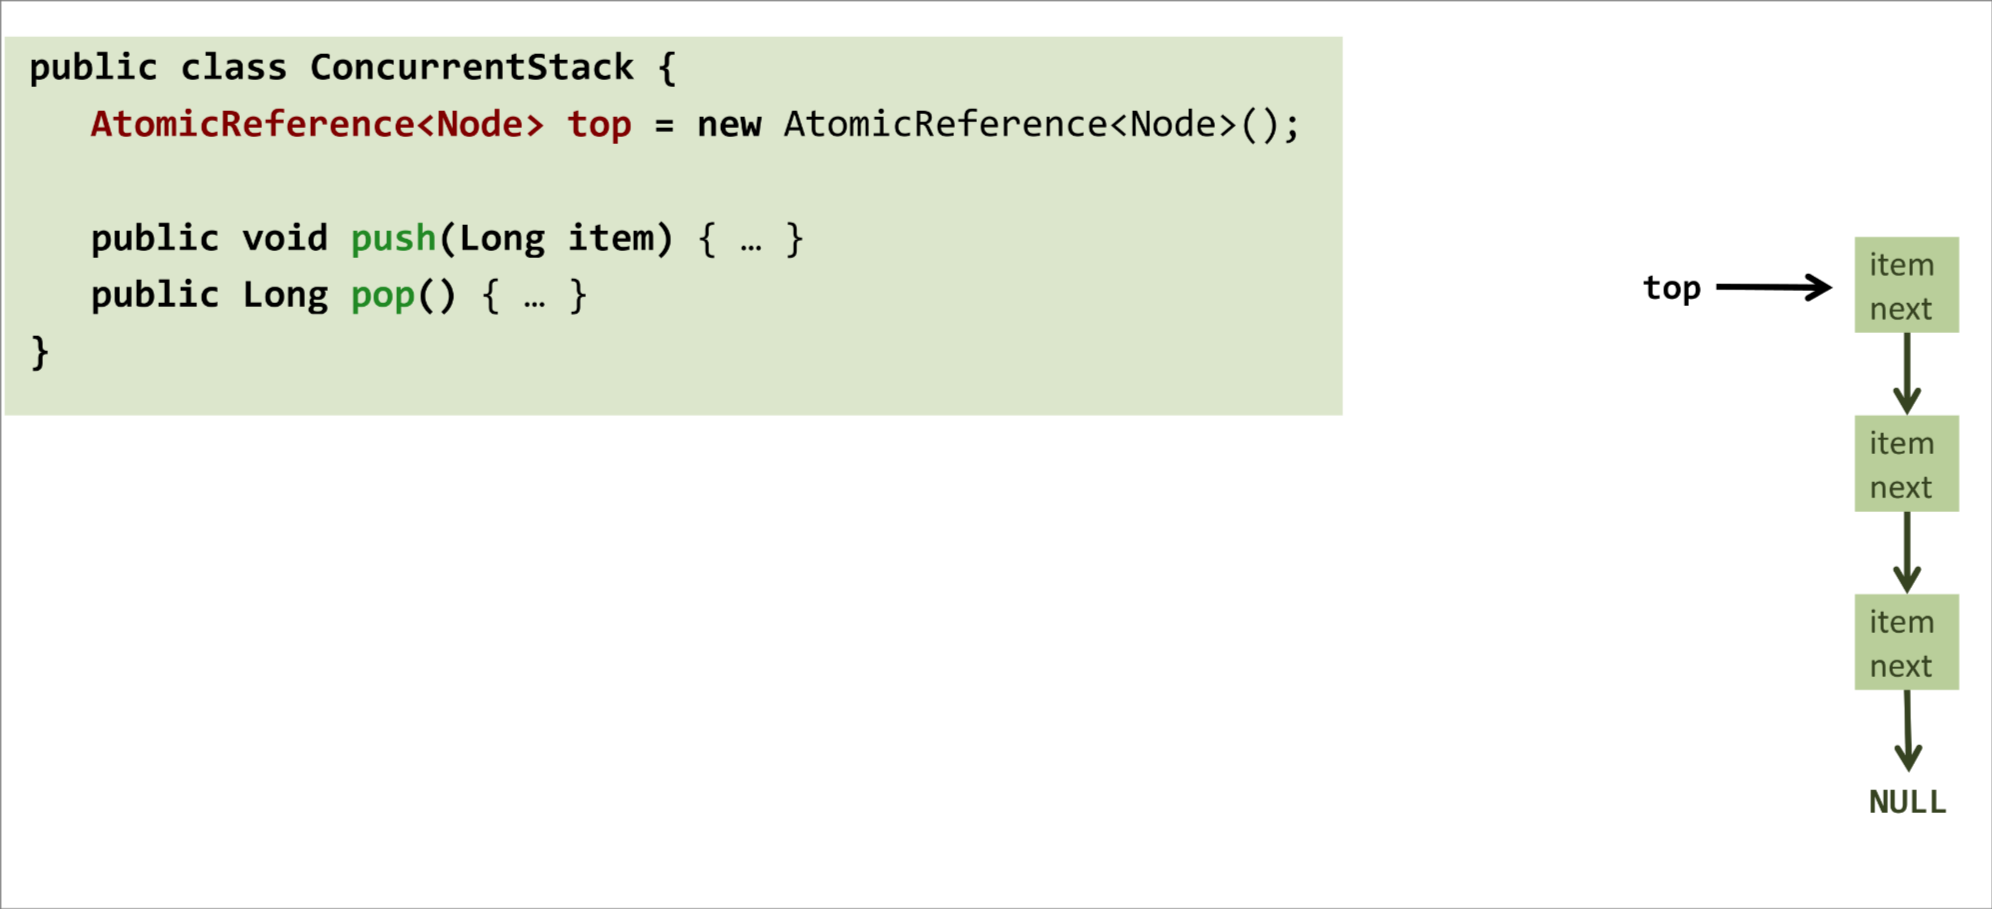 public class ConcurrentStack {
AtomicReference<Node> top = new AtomicReference<Node>();
public void push(Long item) { … }
public Long pop() { … }
}
top
item
next
item
next
item
next
NULL